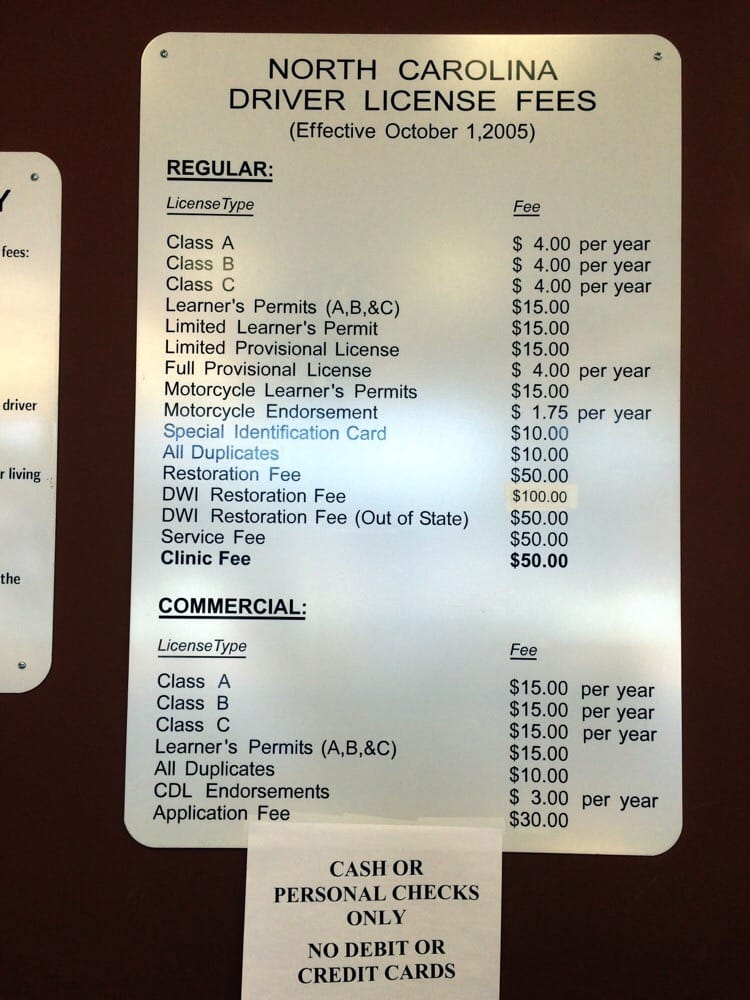 NORTH CAROLINA
DRIVER LICENSE FEES
(Effective October 1,2005)
REGULAR:
License Type Fee
Class A $ 4.00 per year
Class B $ 4.00 per year
Class C $ 4.00 per year
Learner's Permits (A,B,&C) $15.00
Limited Learner's Permit $15.00
Limited Provisional License $15.00
Full Provisional License $ 4.00 per year
Motorcycle Learner's Permits $15.00
Motorcycle Endorsement $ 1.75 per year
Special Identification Card $10.00
All Duplicates $10.00
Restoration Fee $50.00
DWI Restoration Fee $100.00
DWI Restoration Fee (Out of State) $50.00
Service Fee $50.00
Clinic Fee $50.00
COMMERCIAL:
License Type Fee
Class A $15.00 per year
Class B $15.00 per year
Class C $15.00 per year
Learner's Permits (A,B,&C) $15.00
All Duplicates $10.00
CDL Endorsements $ 3.00 per year
Application Fee $30.00
CASH OR
PERSONAL CHECKS
ONLY
NO DEBIT OR
CREDIT CARDS
Y
fees:
driver
r living
the